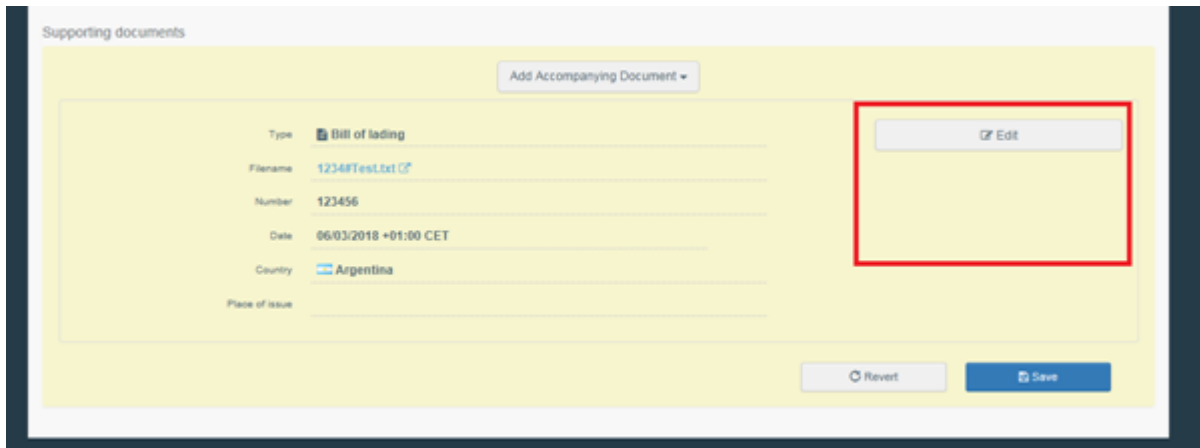 Supporting documents
Add Accompanying Document
Type Bill of lading
Edit
Filename 1234#Test.txt
Number 123456
Date 06/03/2018 +01:00 CET
Country Argentina
Place of issue
Revert Save